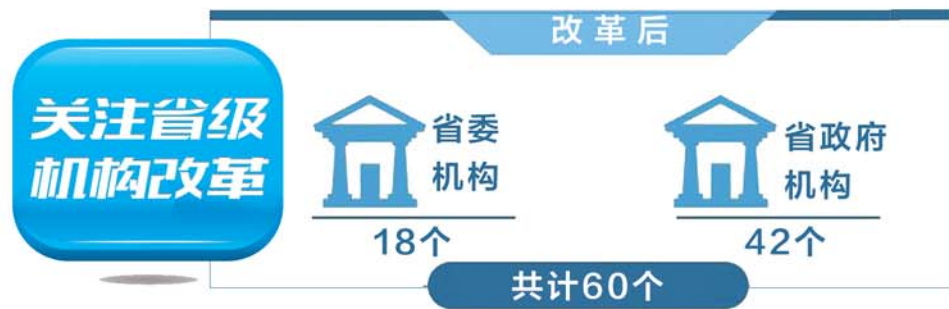 关注省级
机构改革
改革后
省委
机构
18个
省政府
机构
42个
共计60个